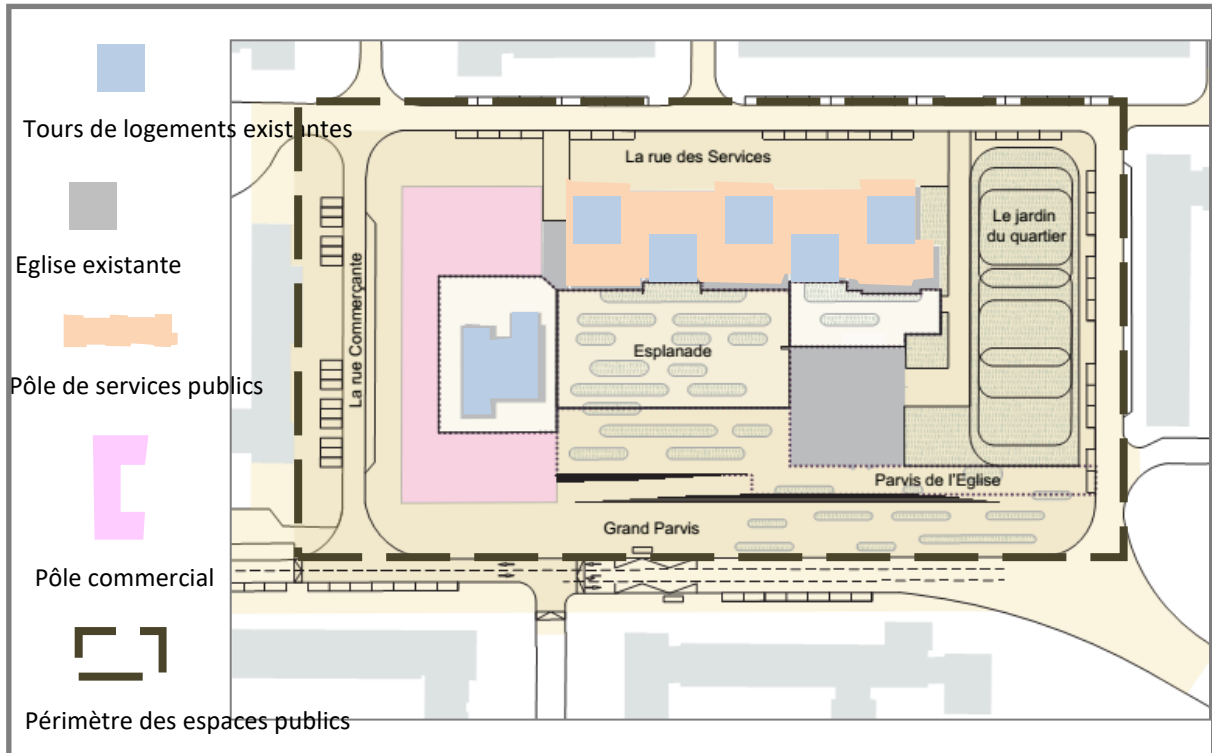 Tours de logements existantes
Eglise existante
Pôle de services publics
Pôle commercial
Périmètre des espaces publics
La rue des Services
Le jardin
du quartier
La rue Commerçante
Esplanade
Parvis de l'Eglise
Grand Parvis